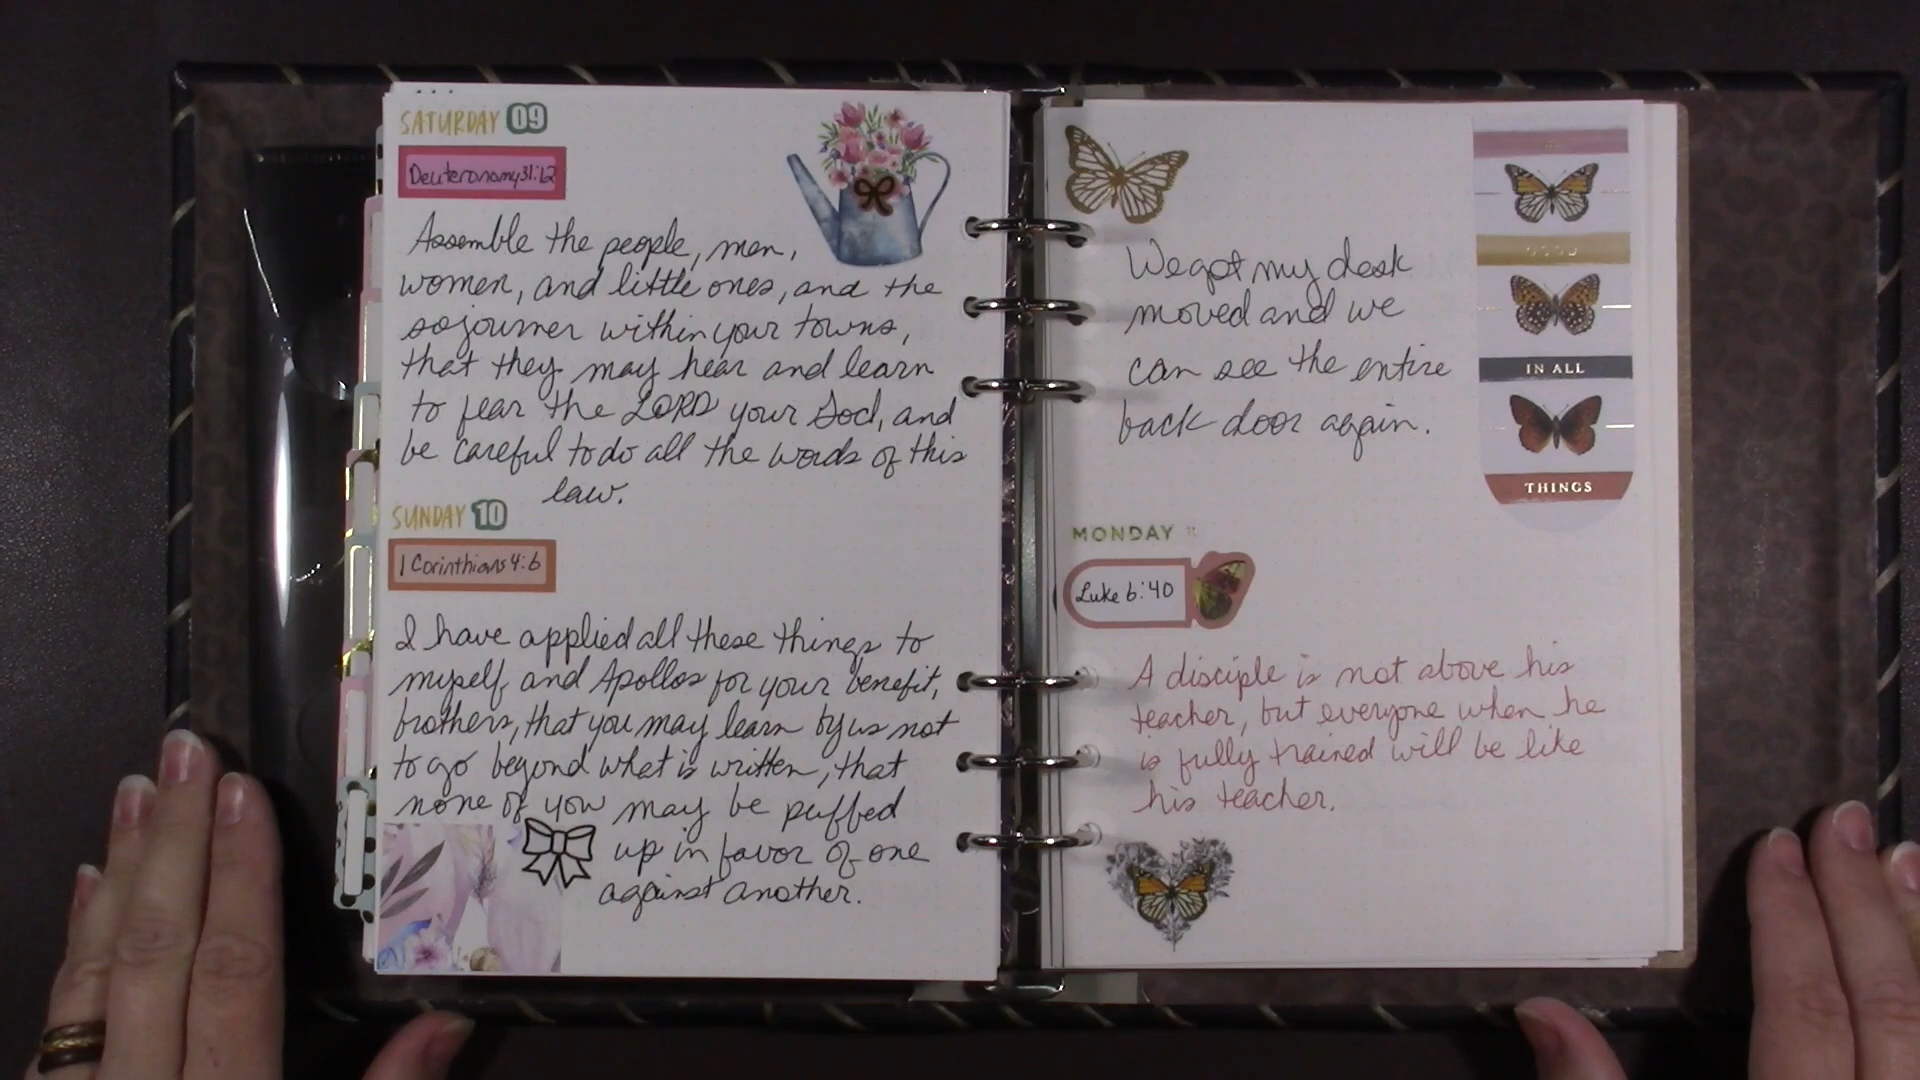 SATURDAY 09
Deuteronomy 31:12
Assemble the people, men,
women, and little ones, and the
sojourner within your towns,
that they may hear and learn
to fear the LORD your God, and
be careful to do all the words of this
law.
SUNDAY 10
1 Corinthians 4:6
I have applied all these things to
myself and Apollos for your benefit,
brothers, that you may learn by us not
to go beyond what is written, that
none of you may be puffed
up in favor of one
against another.
We got my desk
moved and we
can see the entire
back door again.
GOOD
IN ALL
THINGS
MONDAY 11
Luke 6:40
A disciple is not above his
teacher, but everyone when he
is fully trained will be like
his teacher.